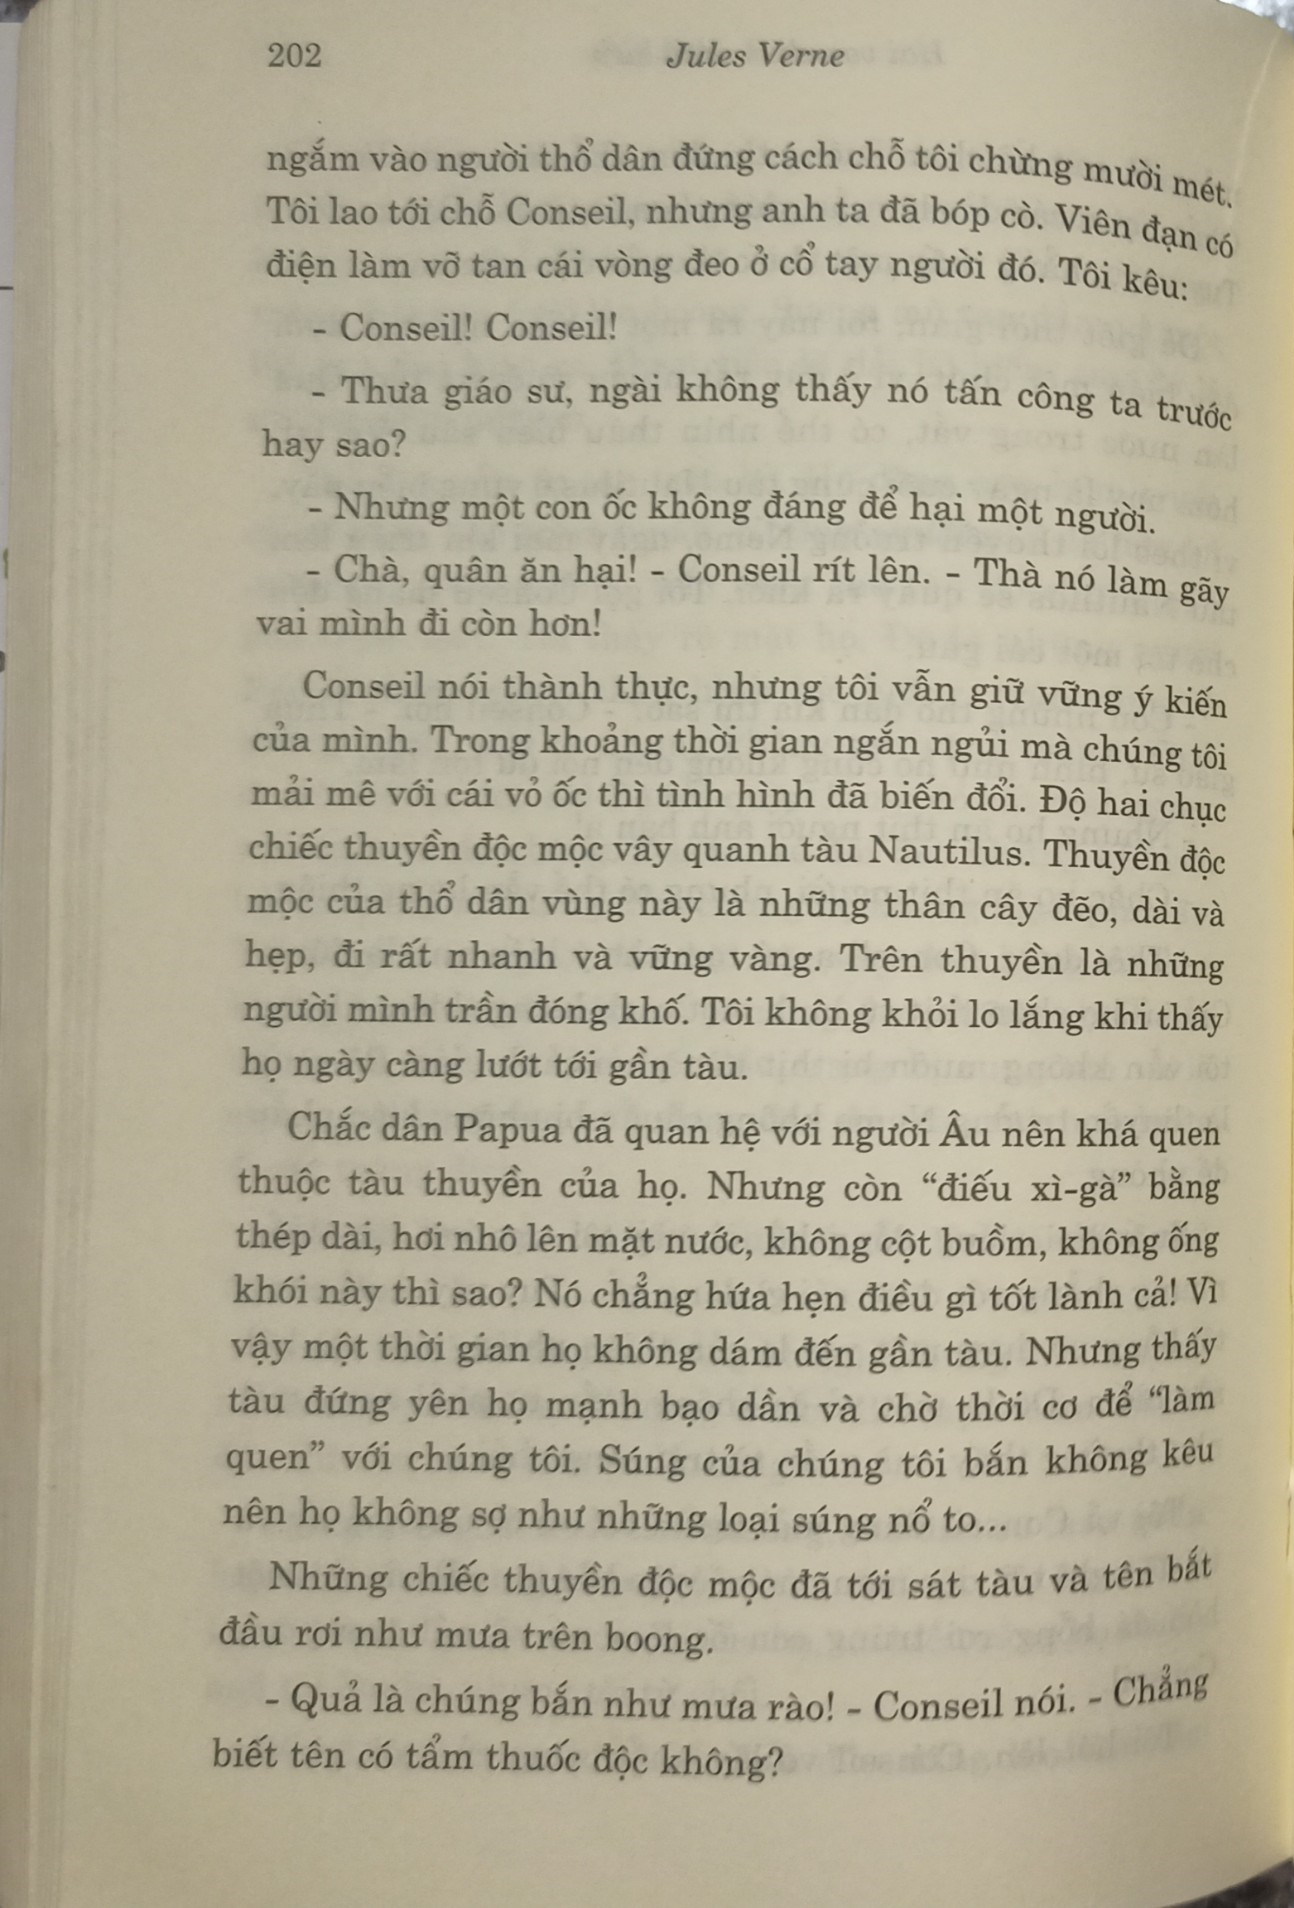 202
Jules Verne
ngắm vào người thổ dân đứng cách chỗ tôi chừng mười mét.
Tôi lao tới chỗ Conseil, nhưng anh ta đã bóp cò. Viên đạn có
điện làm vỡ tan cái vòng đeo ở cổ tay người đó. Tôi kêu:
- Conseil! Conseil!
- Thưa giáo sư, ngài không thấy nó tấn công ta trước
hay sao?
- Nhưng một con ốc không đáng để hại một người.
- Chà, quân ăn hại! - Conseil rít lên. - Thà nó làm gãy
vai mình đi còn hơn!
Conseil nói thành thực, nhưng tôi vẫn giữ vững ý kiến
của mình. Trong khoảng thời gian ngắn ngủi mà chúng tôi
mải mê với cái vỏ ốc thì tình hình đã biến đổi. Độ hai chục
chiếc thuyền độc mộc vây quanh tàu Nautilus. Thuyền độc
mộc của thổ dân vùng này là những thân cây đẽo, dài và
hẹp, đi rất nhanh và vững vàng. Trên thuyền là những
người mình trần đóng khố. Tôi không khỏi lo lắng khi thấy
họ ngày càng lướt tới gần tàu.
Chắc dân Papua đã quan hệ với người Âu nên khá quen
thuộc tàu thuyền của họ. Nhưng còn “điếu xì-gà” bằng
thép dài, hơi nhô lên mặt nước, không cột buồm, không ống
khói này thì sao? Nó chẳng hứa hẹn điều gì tốt lành cả! Vì
vậy một thời gian họ không dám đến gần tàu. Nhưng thấy
tàu đứng yên họ mạnh bạo dần và chờ thời cơ để “làm
quen” với chúng tôi. Súng của chúng tôi bắn không kêu
nên họ không sợ như những loại súng nổ to...
Những chiếc thuyền độc mộc đã tới sát tàu và tên bắt
đầu rơi như mưa trên boong.
- Quả là chúng bắn như mưa rào! - Conseil nói. - Chẳng
biết tên có tẩm thuốc độc không?